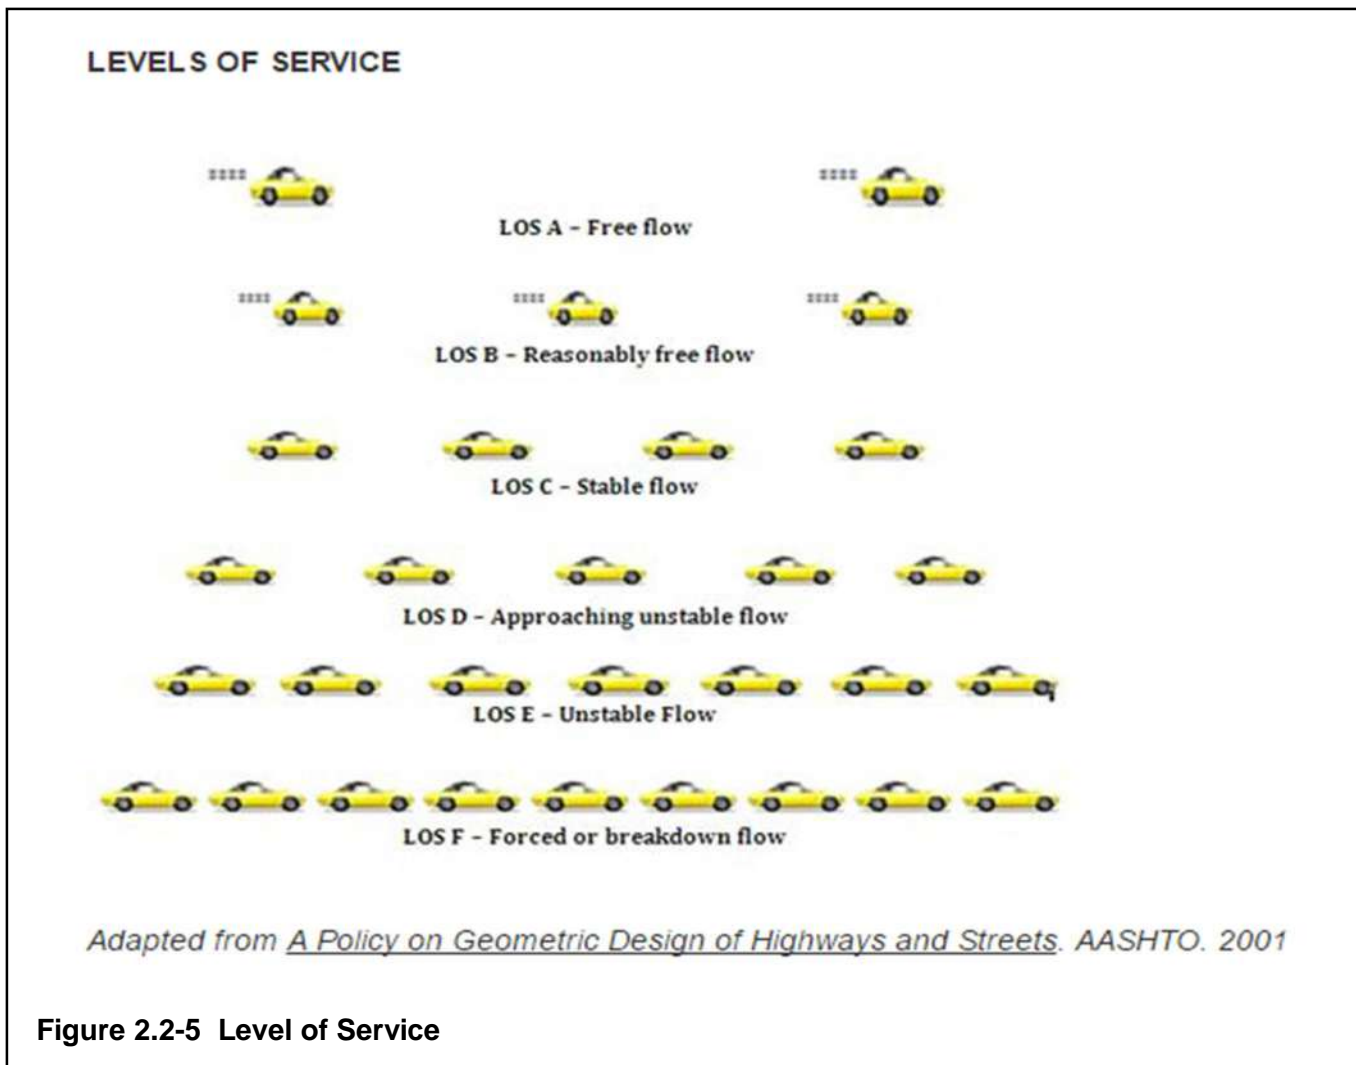 LEVELS OF SERVICE
LOS A – Free flow
LOS B – Reasonably free flow
LOS C – Stable flow
LOS D – Approaching unstable flow
LOS E – Unstable Flow
LOS F – Forced or breakdown flow
Adapted from A Policy on Geometric Design of Highways and Streets. AASHTO. 2001
Figure 2.2-5 Level of Service